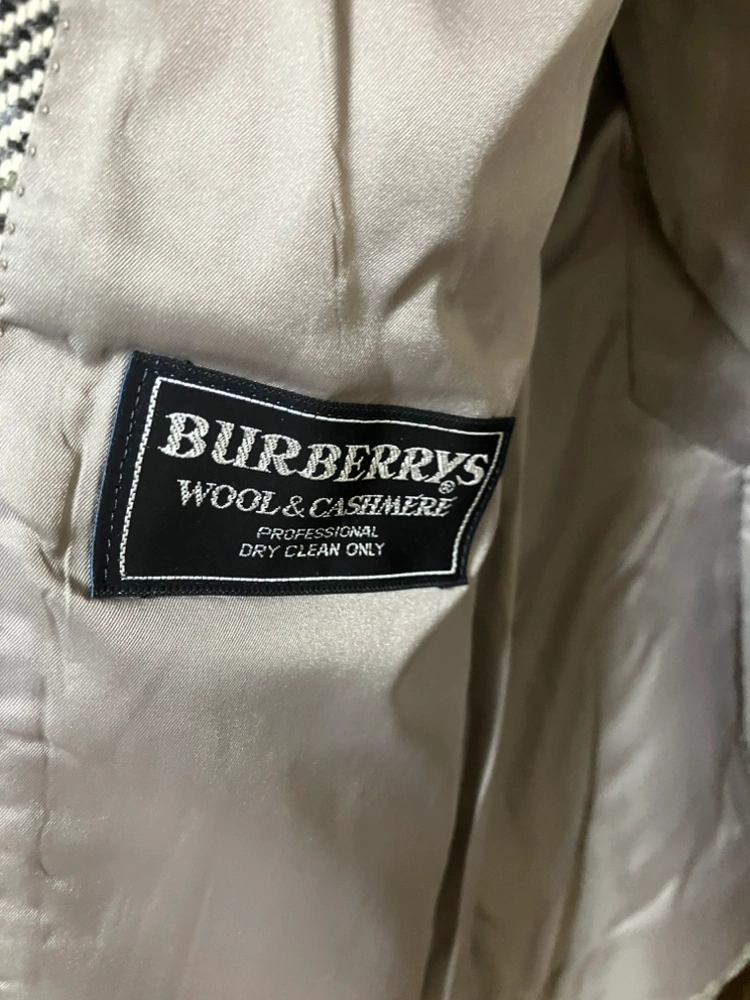 BURBERRYS®
WOOL & CASHMERE
PROFESSIONAL
DRY CLEAN ONLY